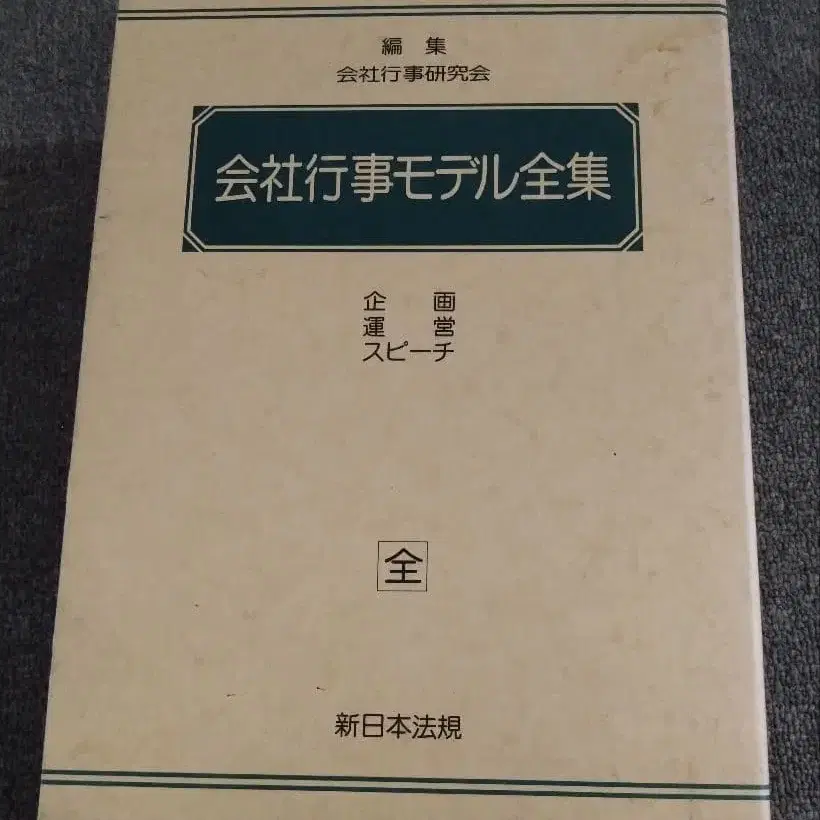 編集
会社行事研究会
会社行事モデル全集
企画
運営
スピーチ
全
新日本法規